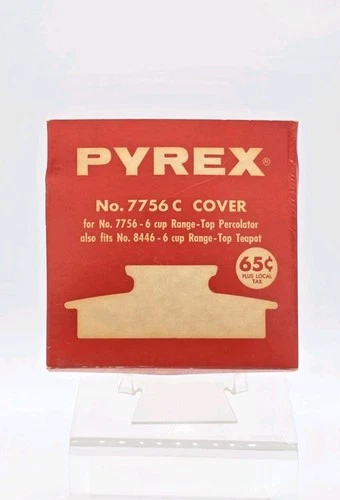 PYREX®
No. 7756 C COVER
for No. 7756 - 6 cup Range-Top Percolator
also fits No. 8446 - 6 cup Range-Top Teapot
65¢
PLUS LOCAL
TAX